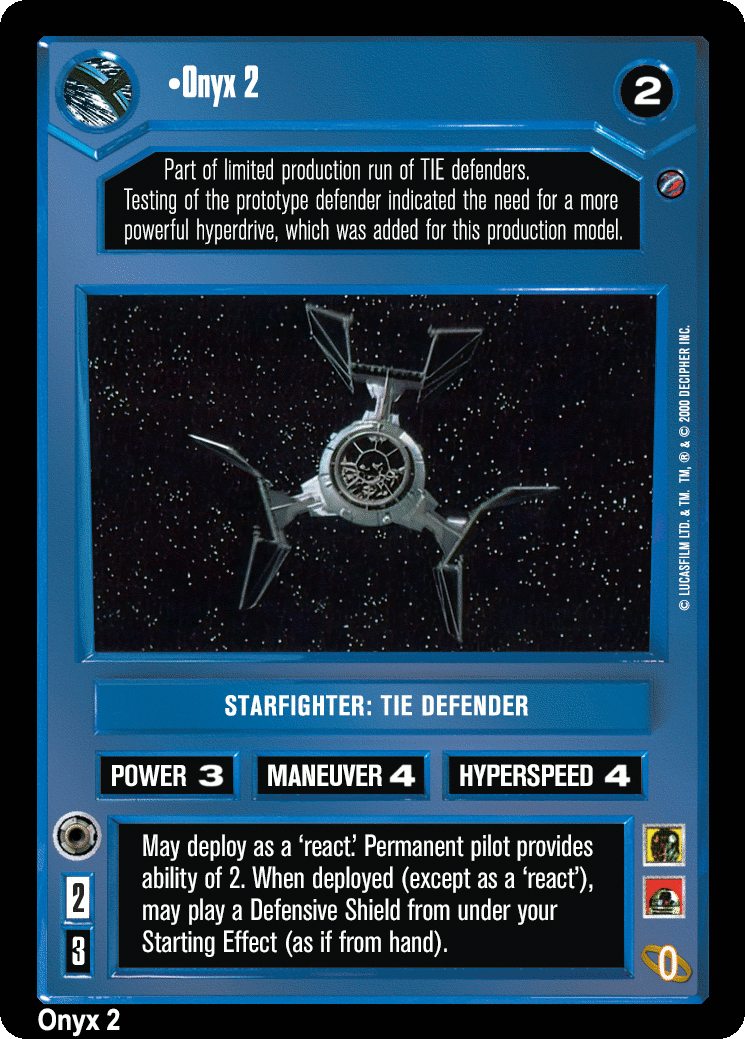 •Onyx 2
2
Part of limited production run of TIE defenders.
Testing of the prototype defender indicated the need for a more
powerful hyperdrive, which was added for this production model.
© LUCASFILM LTD. & TM. TM, ® & © 2000 DECIPHER INC.
STARFIGHTER: TIE DEFENDER
POWER 3
MANEUVER 4
HYPERSPEED 4
May deploy as a ‘react.’ Permanent pilot provides
ability of 2. When deployed (except as a ‘react’),
may play a Defensive Shield from under your
Starting Effect (as if from hand).
2
3
0
Onyx 2